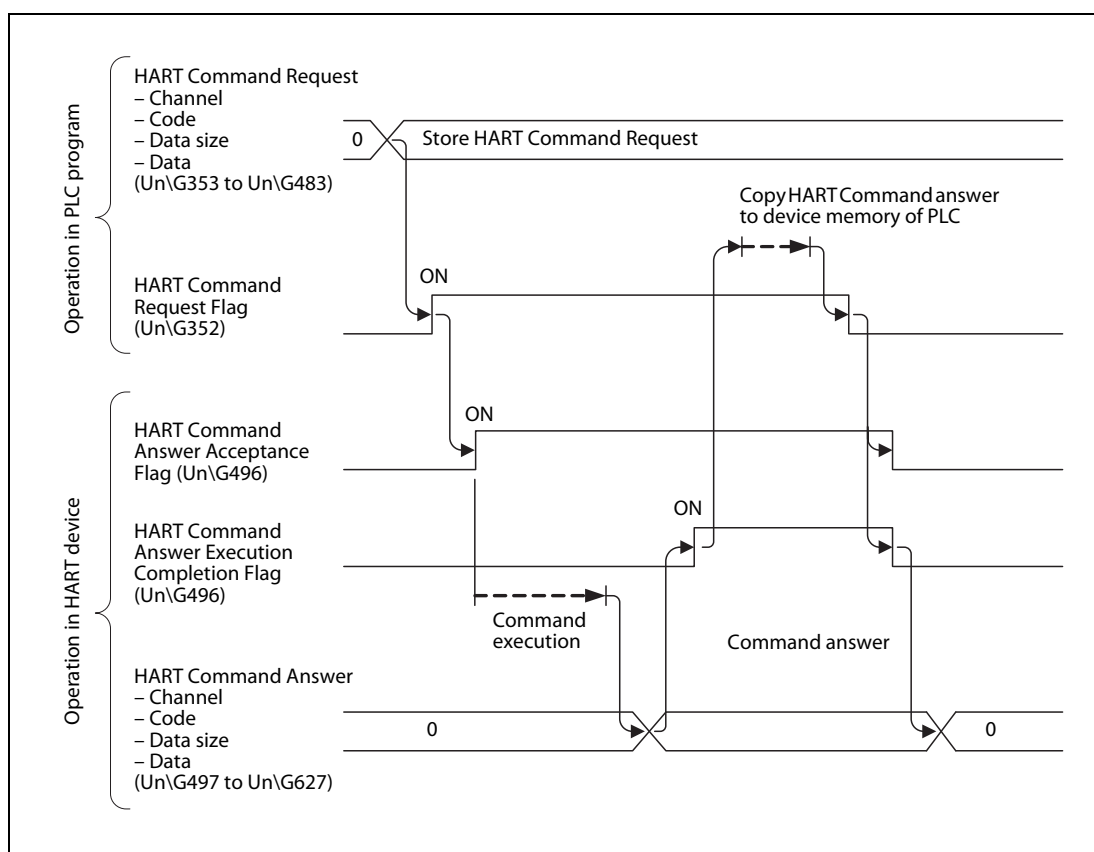 Operation in PLC program
HART Command Request
– Channel
– Code
– Data size
– Data
(Un\G353 to Un\G483)
0
Store HART Command Request
Copy HART Command answer
to device memory of PLC
HART Command
Request Flag
(Un\G352)
ON
Operation in HART device
HART Command
Answer Acceptance
Flag (Un\G496)
ON
HART Command
Answer Execution
Completion Flag
(Un\G496)
ON
Command
execution
Command answer
HART Command Answer
– Channel
– Code
– Data size
– Data
(Un\G497 to Un\G627)
0
0